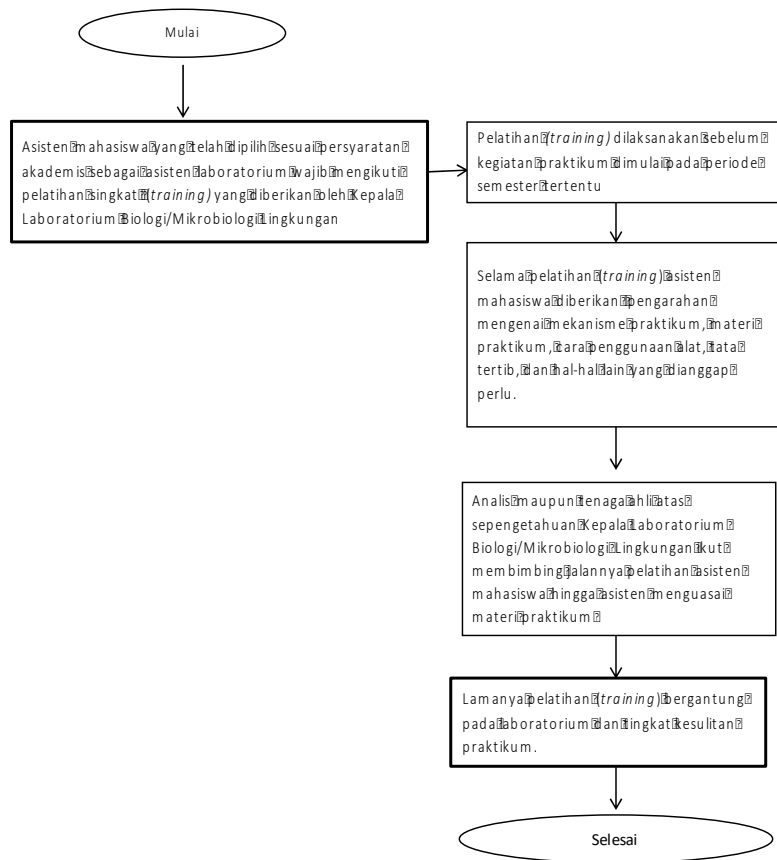 Mulai
Asisten mahasiswa yang telah dipilih sesuai persyaratan
akademis sebagai asisten laboratorium wajib mengikuti
pelatihan singkat (training) yang diberikan oleh Kepala
Laboratorium Biologi/Mikrobiologi Lingkungan
Pelatihan (training) dilaksanakan sebelum
kegiatan praktikum dimulai pada periode
semester tertentu
Selama pelatihan (training) asisten
mahasiswa diberikan pengarahan
mengenai mekanisme praktikum, materi
praktikum, cara penggunaan alat, tata
tertib, dan hal-hal lain yang dianggap
perlu.
Analis maupun tenaga ahli atas
sepengetahuan Kepala Laboratorium
Biologi/Mikrobiologi Lingkungan ikut
membimbing jalannya pelatihan asisten
mahasiswa hingga asisten menguasai
materi praktikum
Lamanya pelatihan (training) bergantung
pada laboratorium dan tingkat kesulitan
praktikum.
Selesai